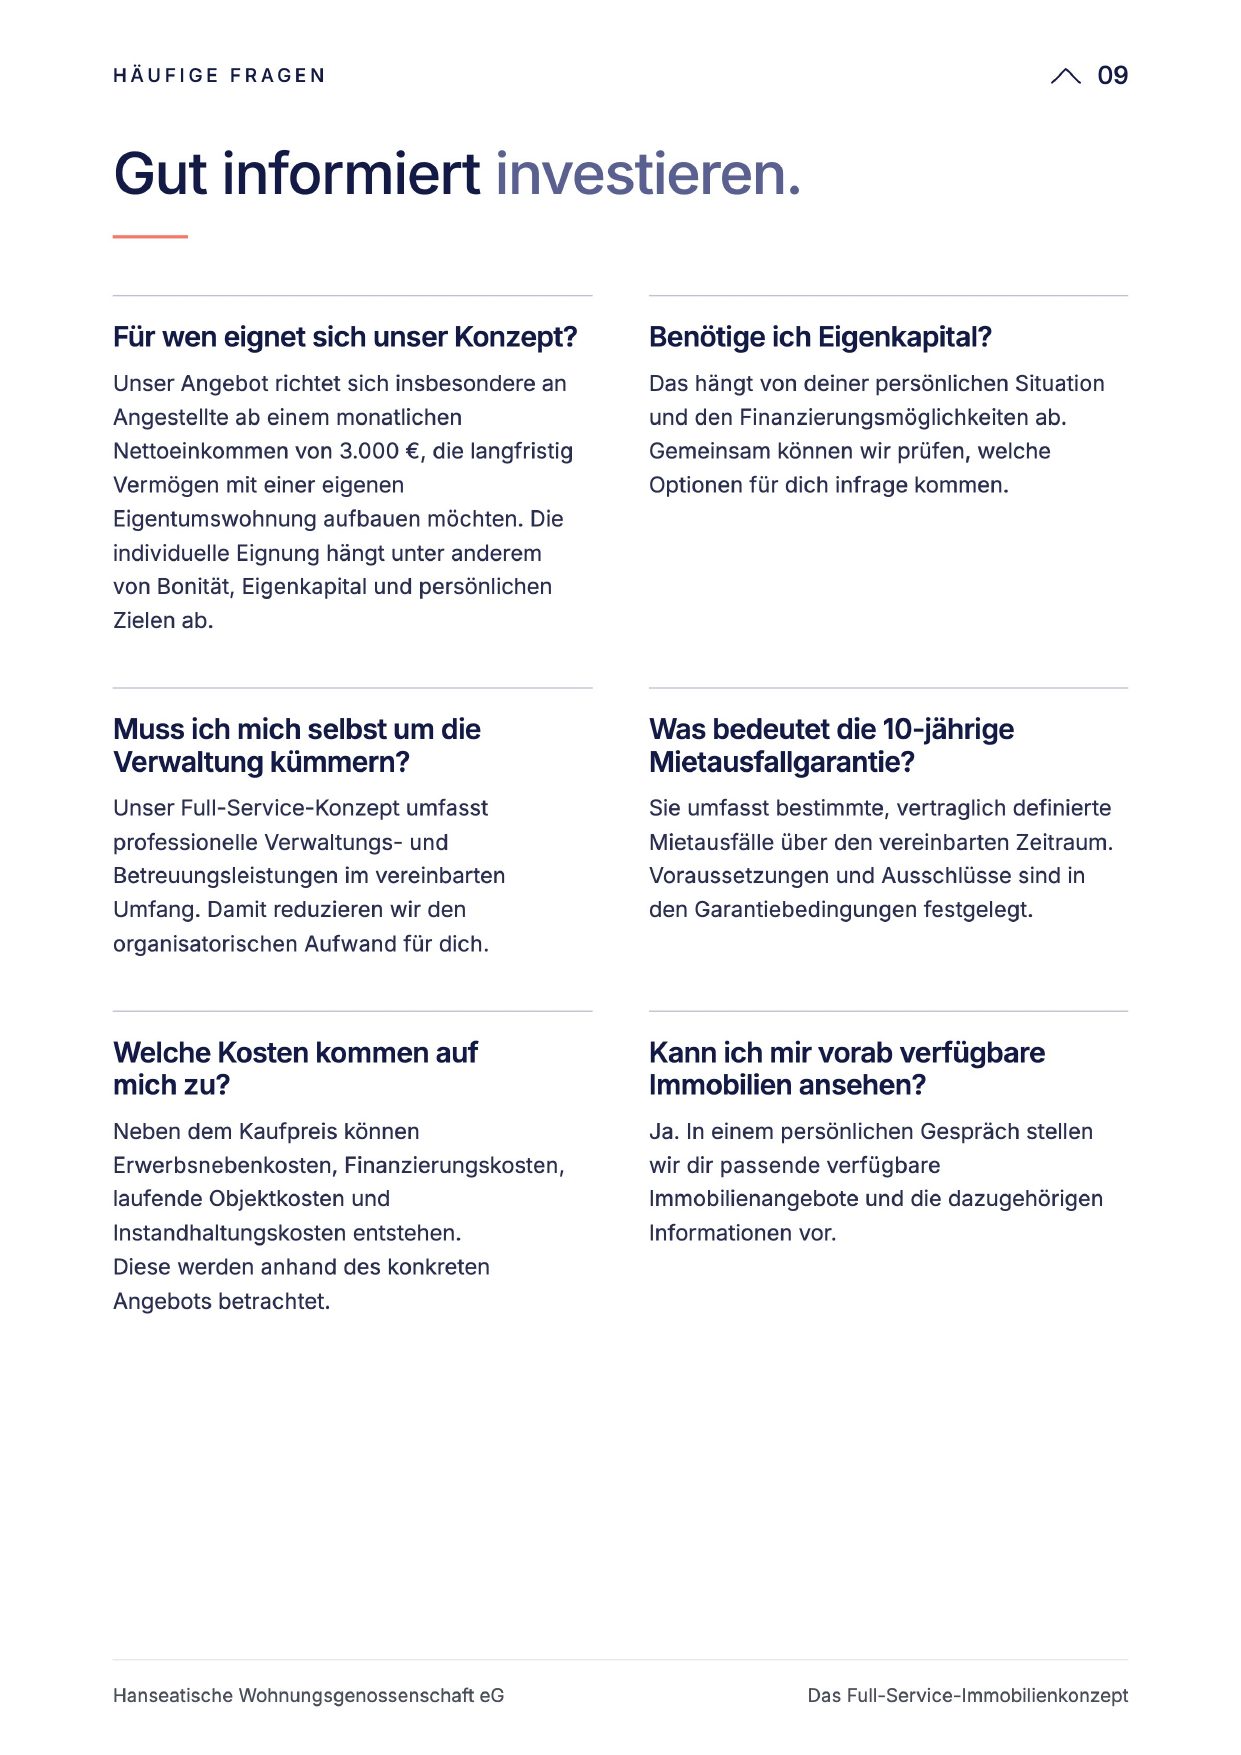 HÄUFIGE FRAGEN
09
Gut informiert investieren.
Für wen eignet sich unser Konzept?
Unser Angebot richtet sich insbesondere an
Angestellte ab einem monatlichen
Nettoeinkommen von 3.000 €, die langfristig
Vermögen mit einer eigenen
Eigentumswohnung aufbauen möchten. Die
individuelle Eignung hängt unter anderem
von Bonität, Eigenkapital und persönlichen
Zielen ab.
Benötige ich Eigenkapital?
Das hängt von deiner persönlichen Situation
und den Finanzierungsmöglichkeiten ab.
Gemeinsam können wir prüfen, welche
Optionen für dich infrage kommen.
Muss ich mich selbst um die
Verwaltung kümmern?
Unser Full-Service-Konzept umfasst
professionelle Verwaltungs- und
Betreuungsleistungen im vereinbarten
Umfang. Damit reduzieren wir den
organisatorischen Aufwand für dich.
Was bedeutet die 10-jährige
Mietausfallgarantie?
Sie umfasst bestimmte, vertraglich definierte
Mietausfälle über den vereinbarten Zeitraum.
Voraussetzungen und Ausschlüsse sind in
den Garantiebedingungen festgelegt.
Welche Kosten kommen auf
mich zu?
Neben dem Kaufpreis können
Erwerbsnebenkosten, Finanzierungskosten,
laufende Objektkosten und
Instandhaltungskosten entstehen.
Diese werden anhand des konkreten
Angebots betrachtet.
Kann ich mir vorab verfügbare
Immobilien ansehen?
Ja. In einem persönlichen Gespräch stellen
wir dir passende verfügbare
Immobilienangebote und die dazugehörigen
Informationen vor.
Hanseatische Wohnungsgenossenschaft eG
Das Full-Service-Immobilienkonzept